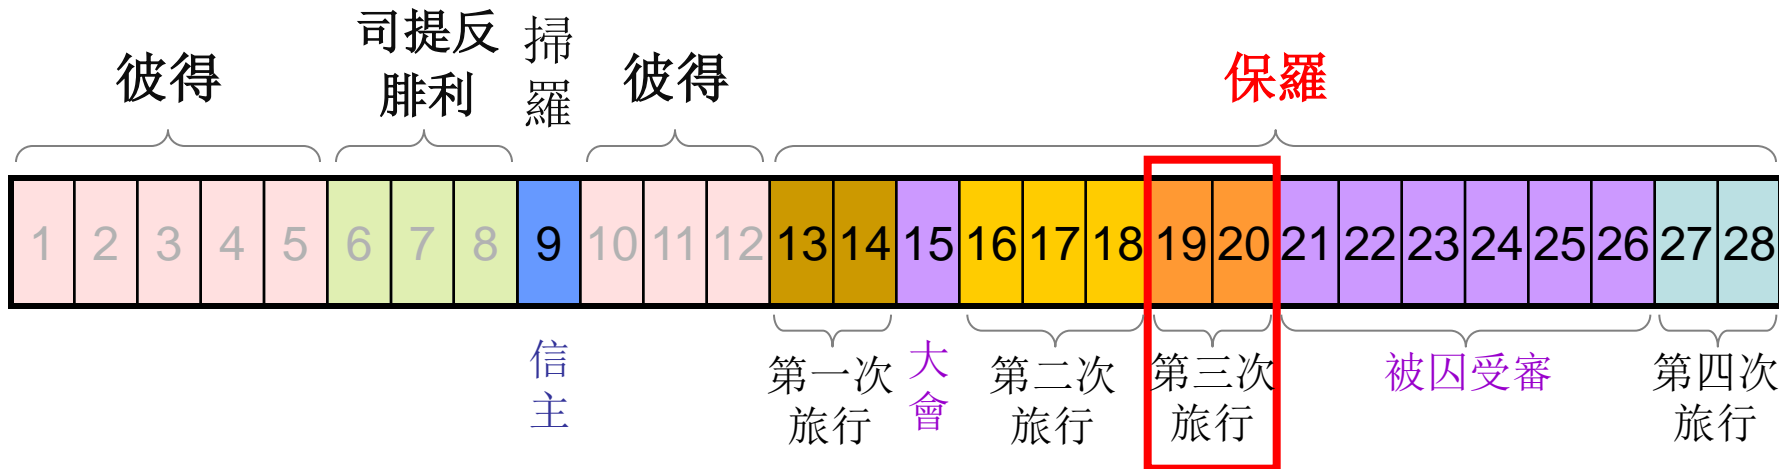 彼得
司提反
腓利
掃
羅
彼得
保羅
1 2 3 4 5 6 7 8 9 10 11 12 13 14 15 16 17 18 19 20 21 22 23 24 25 26 27 28
信
主
第一次
旅行
大
會
第二次
旅行
第三次
旅行
被囚受審
第四次
旅行